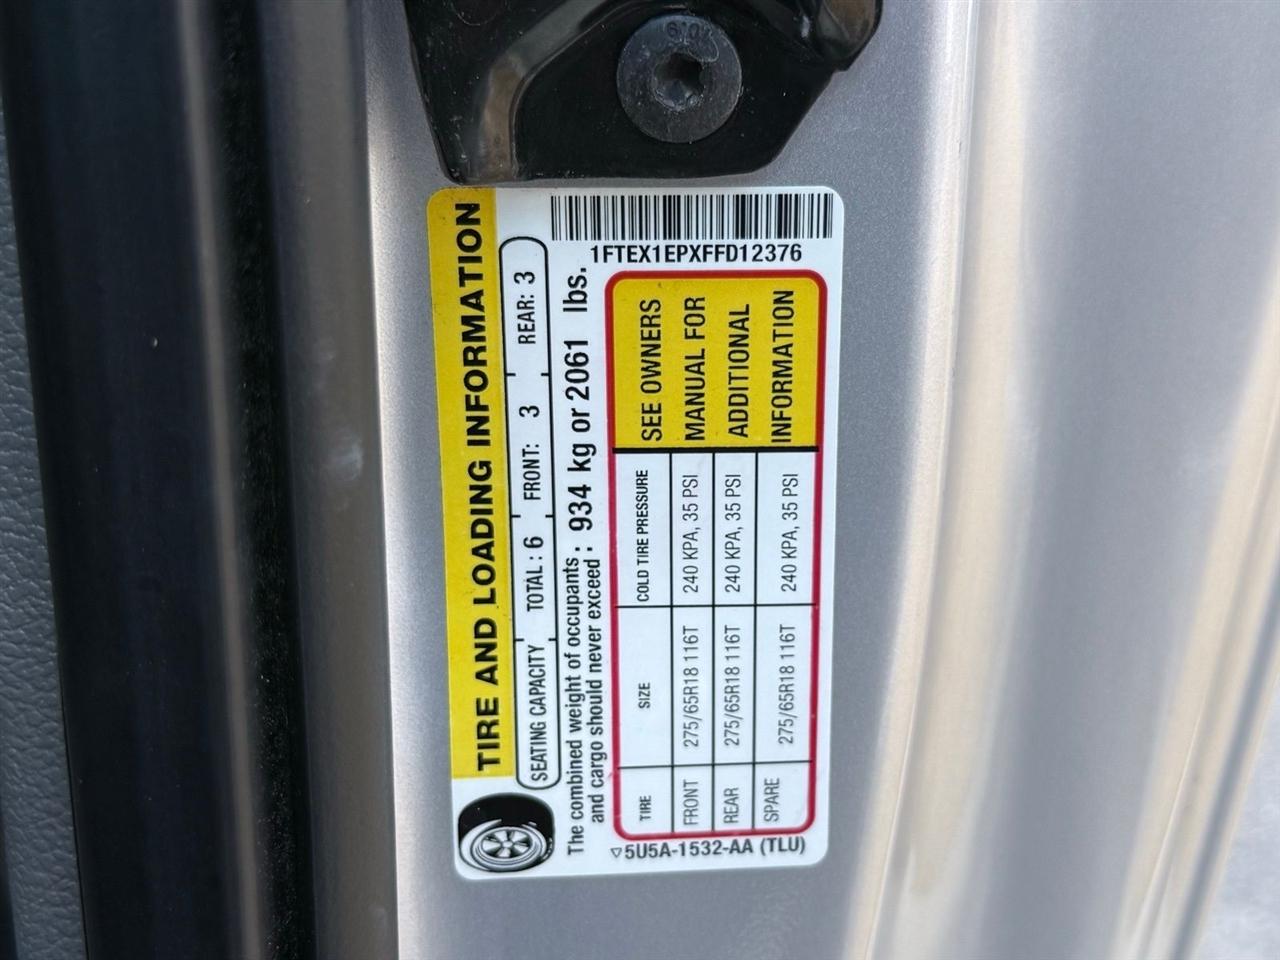 TIRE AND LOADING INFORMATION
SEATING CAPACITY TOTAL : 6 FRONT: 3 REAR: 3
The combined weight of occupants
and cargo should never exceed : 934 kg or 2061 lbs.
TIRE SIZE COLD TIRE PRESSURE
FRONT 275/65R18 116T 240 KPA, 35 PSI
REAR 275/65R18 116T 240 KPA, 35 PSI
SPARE 275/65R18 116T 240 KPA, 35 PSI
SEE OWNERS
MANUAL FOR
ADDITIONAL
INFORMATION
1FTEX1EPXFFD12376
5U5A-1532-AA (TLU)